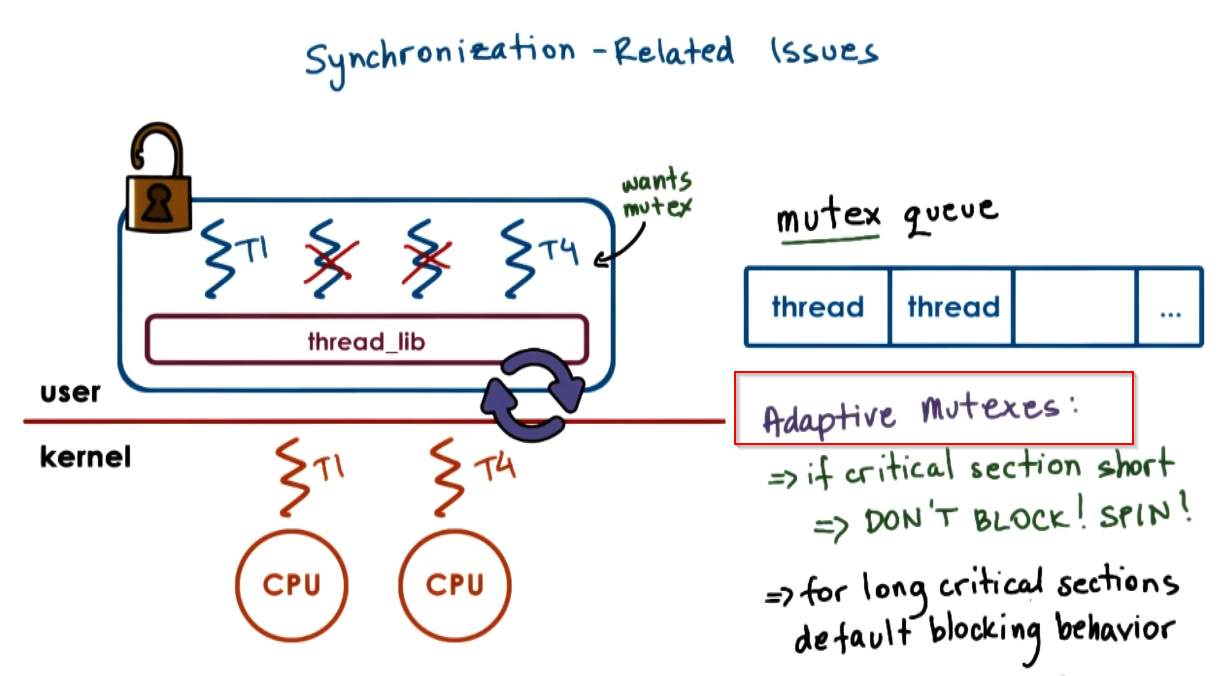 Synchronization - Related Issues
wants
mutex
T1
T4
thread_lib
user
kernel
T1
T4
CPU
CPU
mutex queue
thread
thread
...
Adaptive Mutexes:
=> if critical section short
=> DON'T BLOCK! SPIN!
=> for long critical sections
default blocking behavior